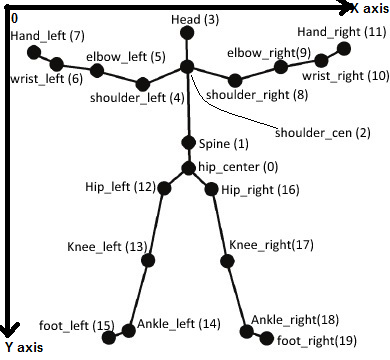 0
X axis
Head (3)
Hand_left (7)
Hand_right (11)
elbow_left (5)
elbow_right(9)
wrist_left (6)
wrist_right (10)
shoulder_left (4)
shoulder_right (8)
shoulder_cen (2)
Spine (1)
hip_center (0)
Hip_left (12)
Hip_right (16)
Knee_left (13)
Knee_right(17)
foot_left (15)
Ankle_left (14)
Ankle_right(18)
foot_right(19)
Y axis